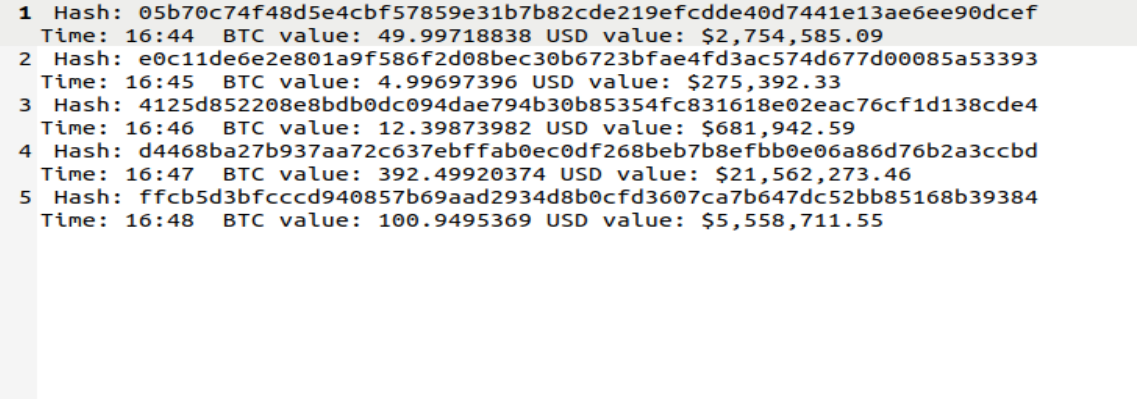 1 Hash: 05b70c74f48d5e4cbf57859e31b7b82cde219efcdde40d7441e13ae6ee90dcef
Time: 16:44 BTC value: 49.99718838 USD value: $2,754,585.09
2 Hash: e0c11de6e2e801a9f586f2d08bec30b6723bfae4fd3ac574d677d00085a53393
Time: 16:45 BTC value: 4.99697396 USD value: $275,392.33
3 Hash: 4125d852208e8bdb0dc094dae794b30b85354fc831618e02eac76cf1d138cde4
Time: 16:46 BTC value: 12.39873982 USD value: $681,942.59
4 Hash: d4468ba27b937aa72c637ebffab0ec0df268beb7b8efbb0e06a86d76b2a3ccbd
Time: 16:47 BTC value: 392.49920374 USD value: $21,562,273.46
5 Hash: ffcb5d3bfcccd940857b69aad2934d8b0cfd3607ca7b647dc52bb85168b39384
Time: 16:48 BTC value: 100.9495369 USD value: $5,558,711.55